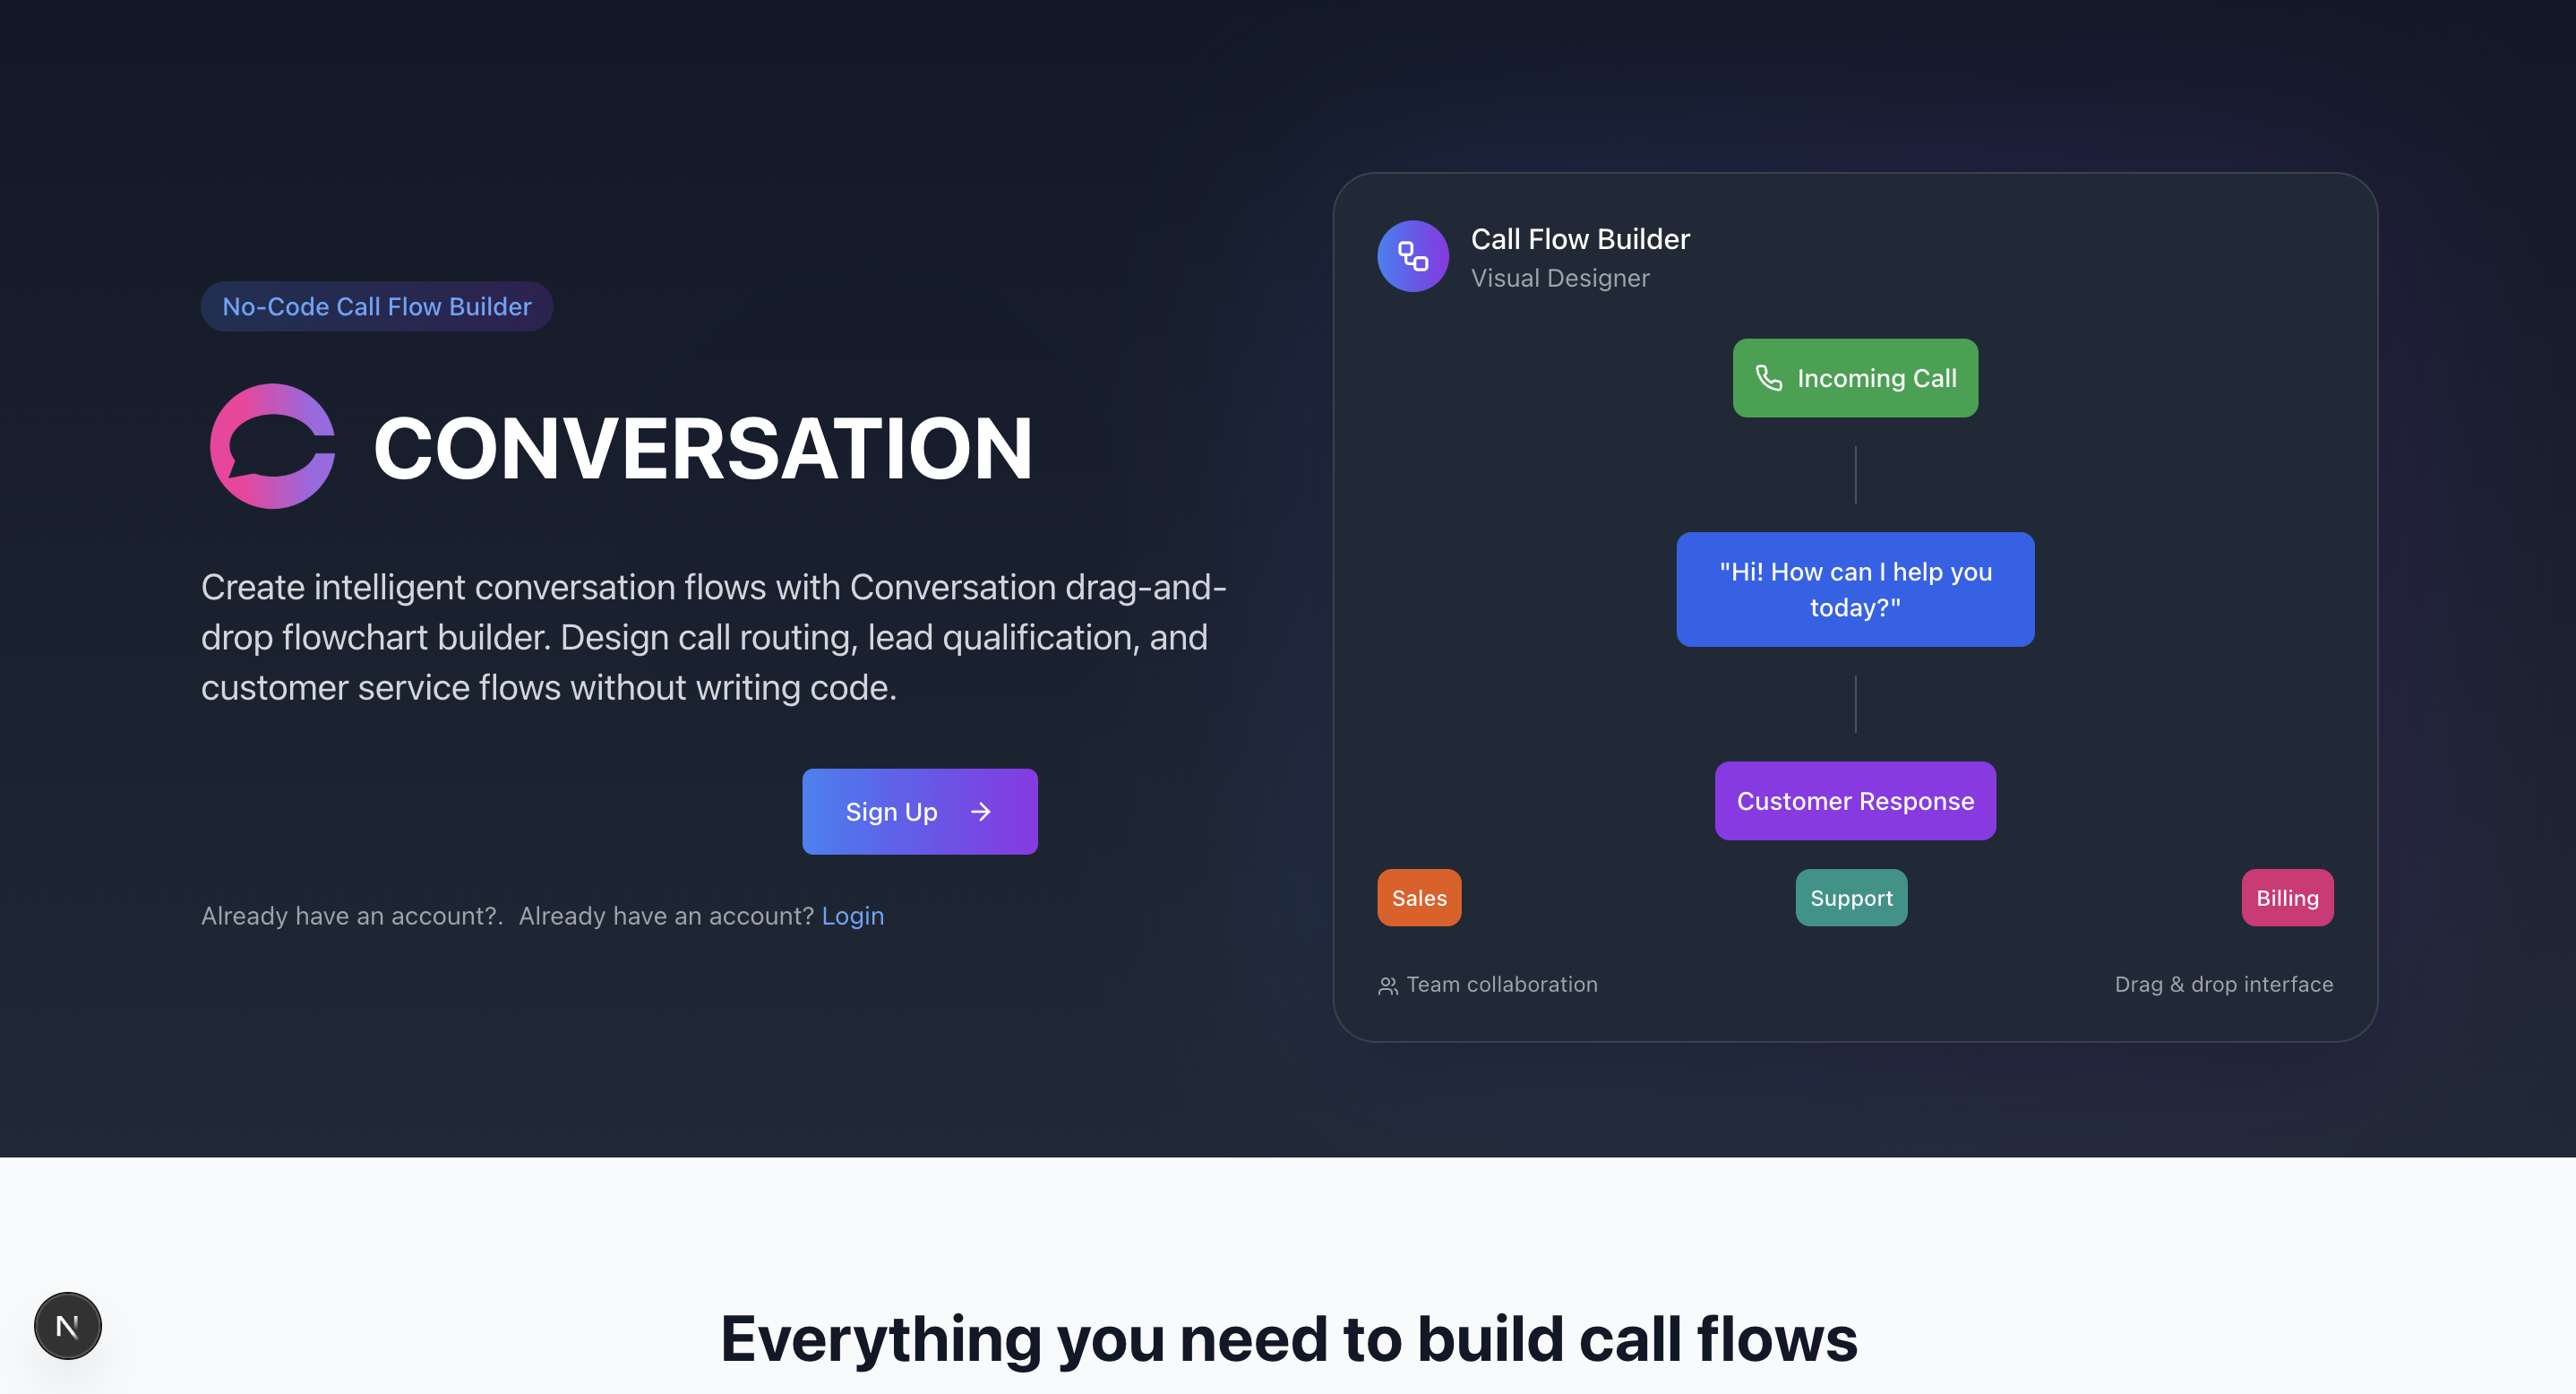 No-Code Call Flow Builder
CONVERSATION
Create intelligent conversation flows with Conversation drag-and-
drop flowchart builder. Design call routing, lead qualification, and
customer service flows without writing code.
Sign Up
Already have an account?. Already have an account? Login
Call Flow Builder
Visual Designer
Incoming Call
"Hi! How can I help you
today?"
Customer Response
Sales
Support
Billing
Team collaboration
Drag & drop interface
Everything you need to build call flows
N